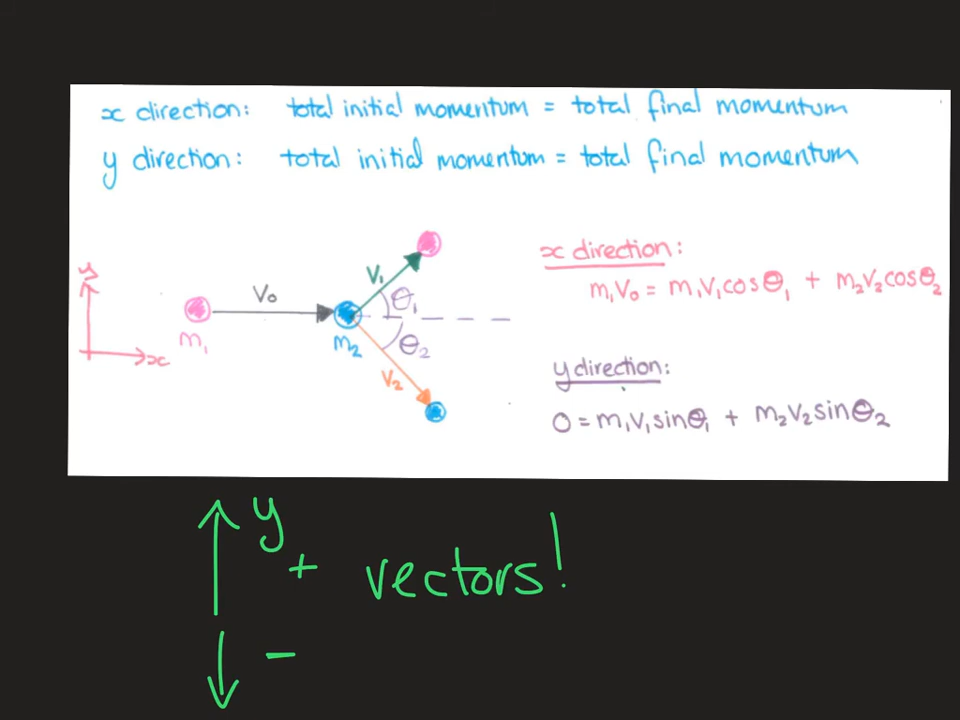 x direction: total initial momentum = total final momentum
y direction: total initial momentum = total final momentum
x direction:
m₁V₀ = m₁V₁cosθ₁ + m₂V₂cosθ₂
y
V₁
V₀
θ₁
m₁
m₂
θ₂
x
V₂
y direction:
0 = m₁V₁sinθ₁ + m₂V₂sinθ₂
y
+ vectors!
−